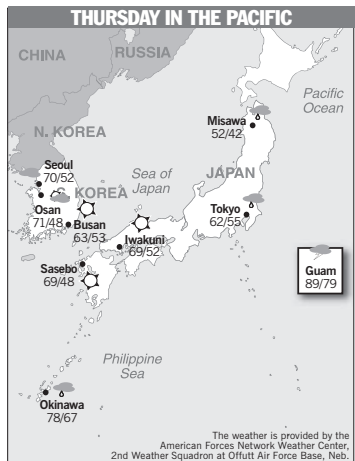 THURSDAY IN THE PACIFIC
CHINA
RUSSIA
Pacific
Ocean
Misawa
52/42
N. KOREA
Seoul
70/52
Sea of
Japan
JAPAN
S. KOREA
Osan
71/48
Busan
63/53
Tokyo
62/55
Iwakuni
69/52
Sasebo
69/48
Guam
89/79
Philippine
Sea
Okinawa
78/67
The weather is provided by the
American Forces Network Weather Center,
2nd Weather Squadron at Offutt Air Force Base, Neb.